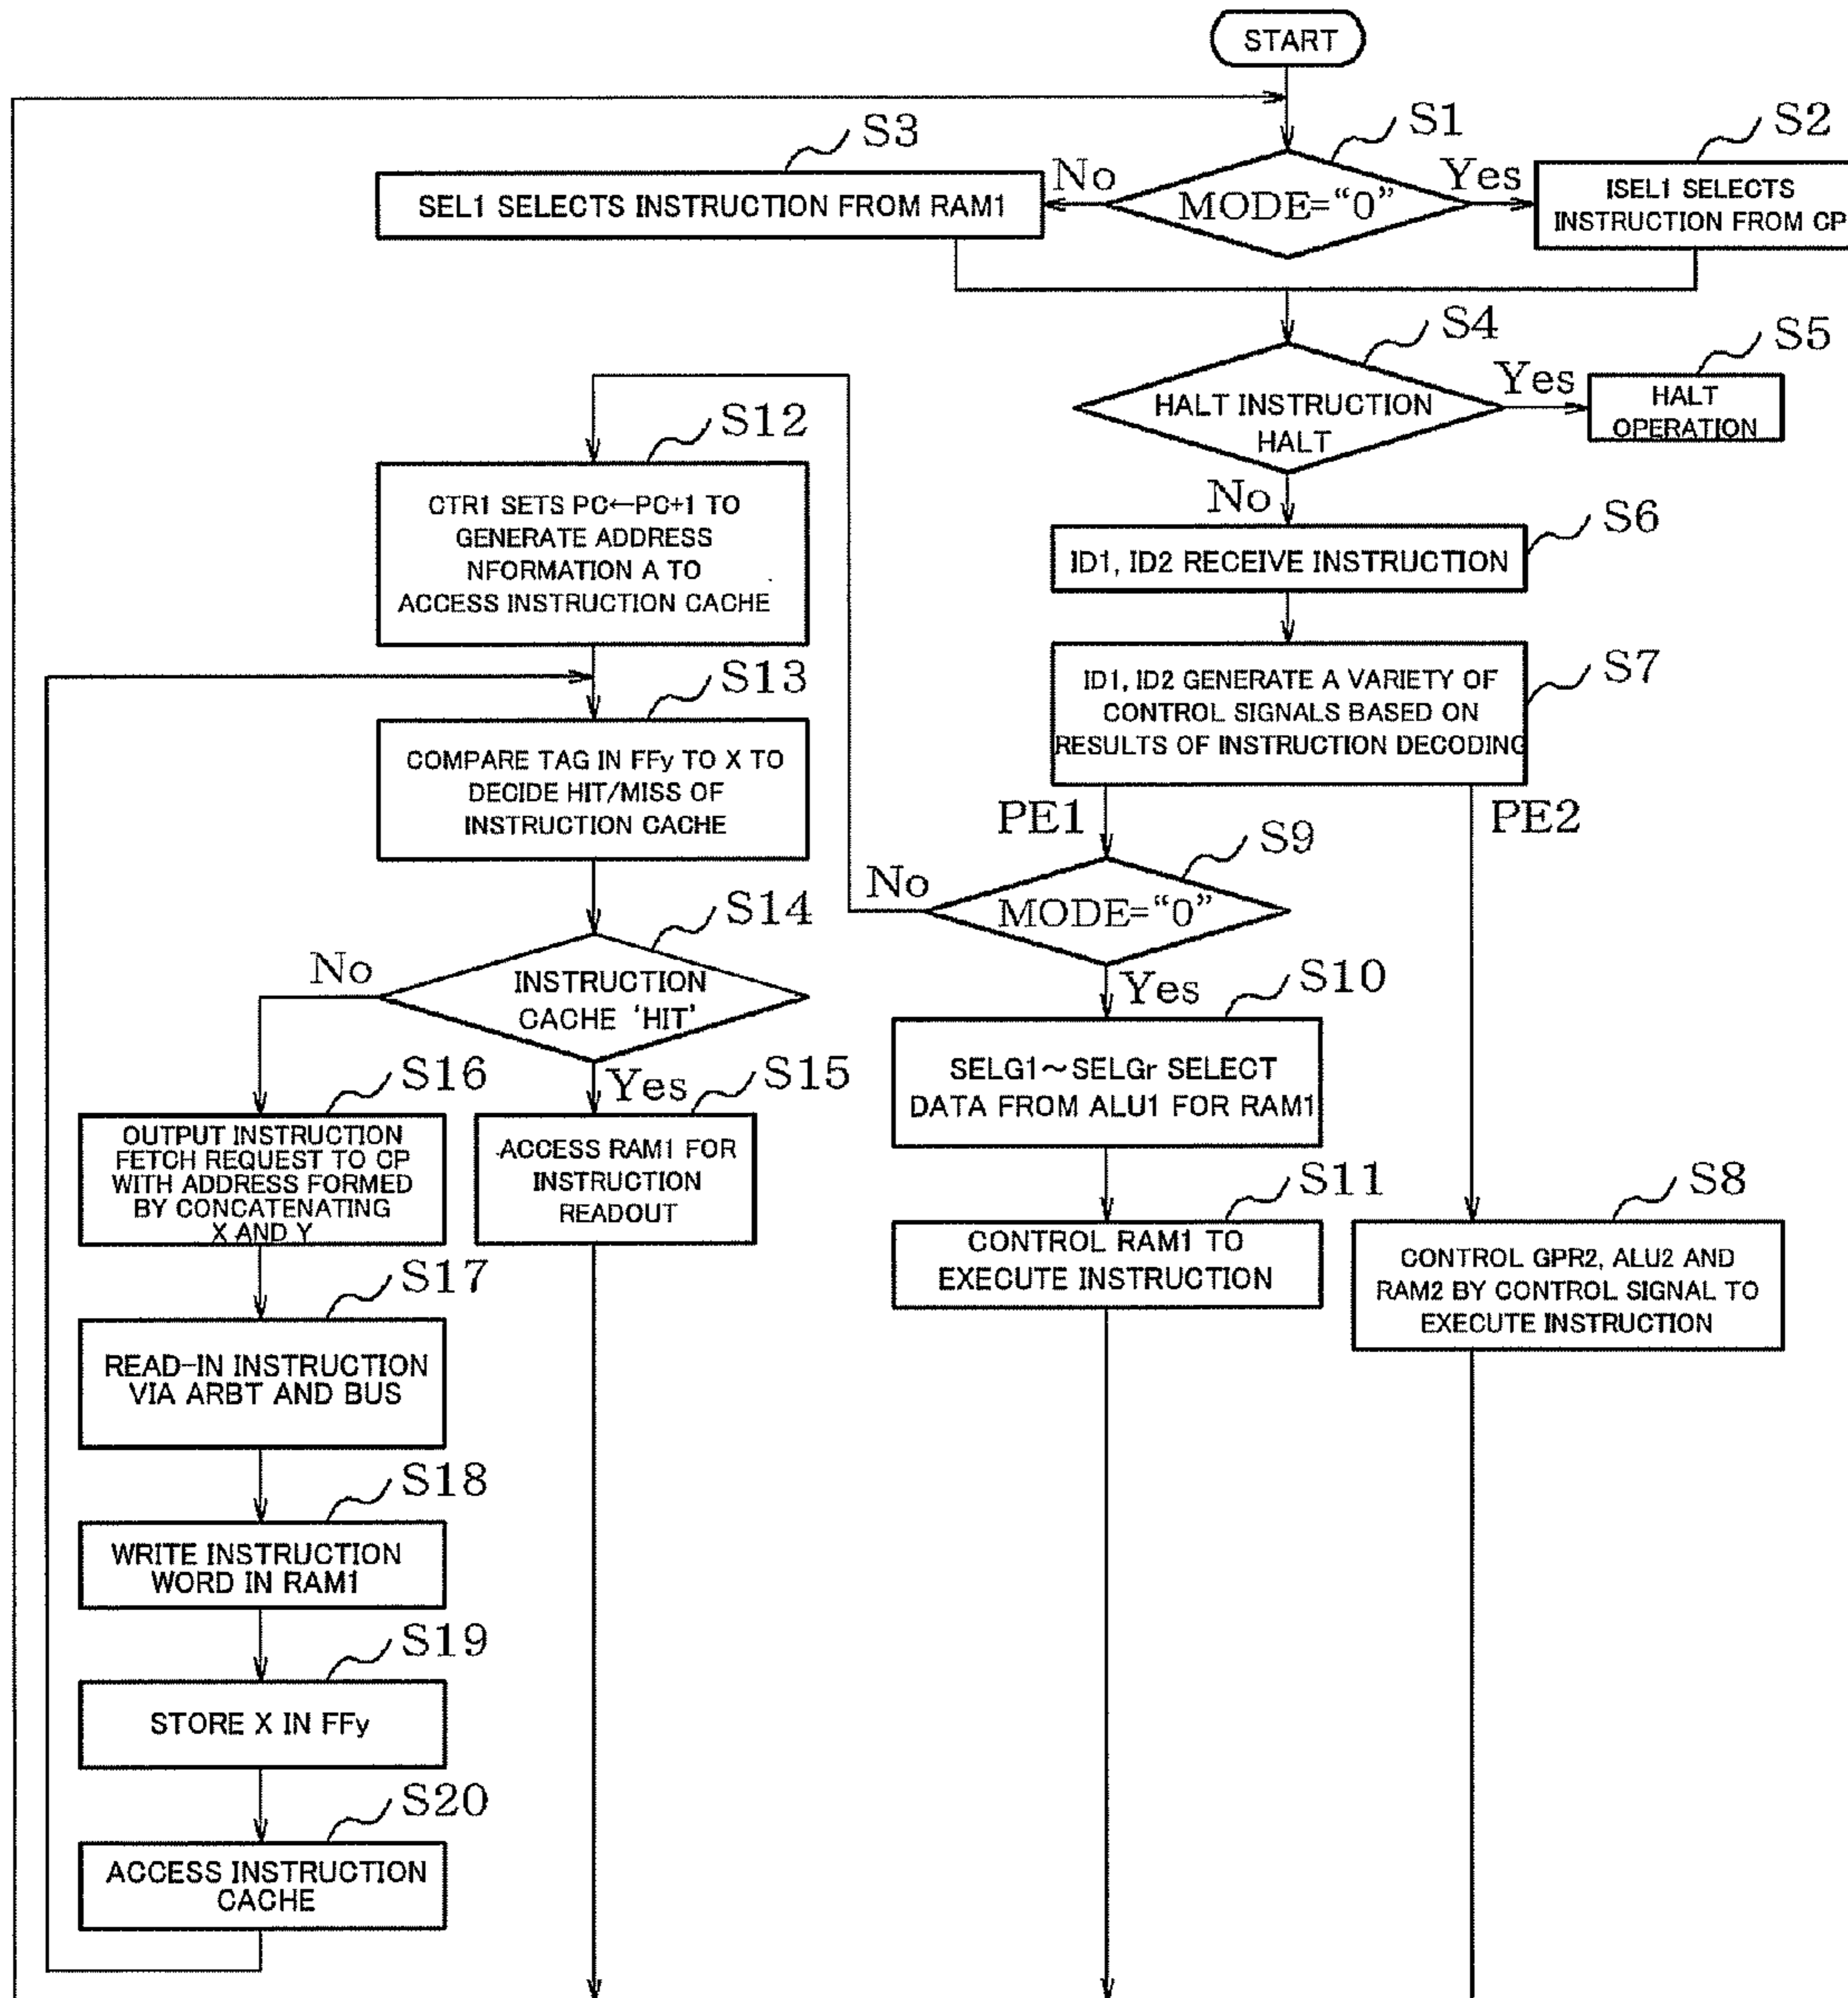 START
S1
S2
S3
No
MODE="0"
Yes
SEL1 SELECTS INSTRUCTION FROM RAM1
ISEL1 SELECTS
INSTRUCTION FROM CP
S4
S5
HALT INSTRUCTION
HALT
Yes
HALT
OPERATION
No
S6
ID1, ID2 RECEIVE INSTRUCTION
S7
ID1, ID2 GENERATE A VARIETY OF
CONTROL SIGNALS BASED ON
RESULTS OF INSTRUCTION DECODING
PE1
PE2
S9
No
MODE="0"
Yes
S10
SELG1~SELGr SELECT
DATA FROM ALU1 FOR RAM1
S11
CONTROL RAM1 TO
EXECUTE INSTRUCTION
S8
CONTROL GPR2, ALU2 AND
RAM2 BY CONTROL SIGNAL TO
EXECUTE INSTRUCTION
S12
CTR1 SETS PC←PC+1 TO
GENERATE ADDRESS
NFORMATION A TO
ACCESS INSTRUCTION CACHE
S13
COMPARE TAG IN FFy TO X TO
DECIDE HIT/MISS OF
INSTRUCTION CACHE
S14
No
INSTRUCTION
CACHE 'HIT'
Yes
S15
ACCESS RAM1 FOR
INSTRUCTION
READOUT
S16
OUTPUT INSTRUCTION
FETCH REQUEST TO CP
WITH ADDRESS FORMED
BY CONCATENATING
X AND Y
S17
READ-IN INSTRUCTION
VIA ARBT AND BUS
S18
WRITE INSTRUCTION
WORD IN RAM1
S19
STORE X IN FFy
S20
ACCESS INSTRUCTION
CACHE